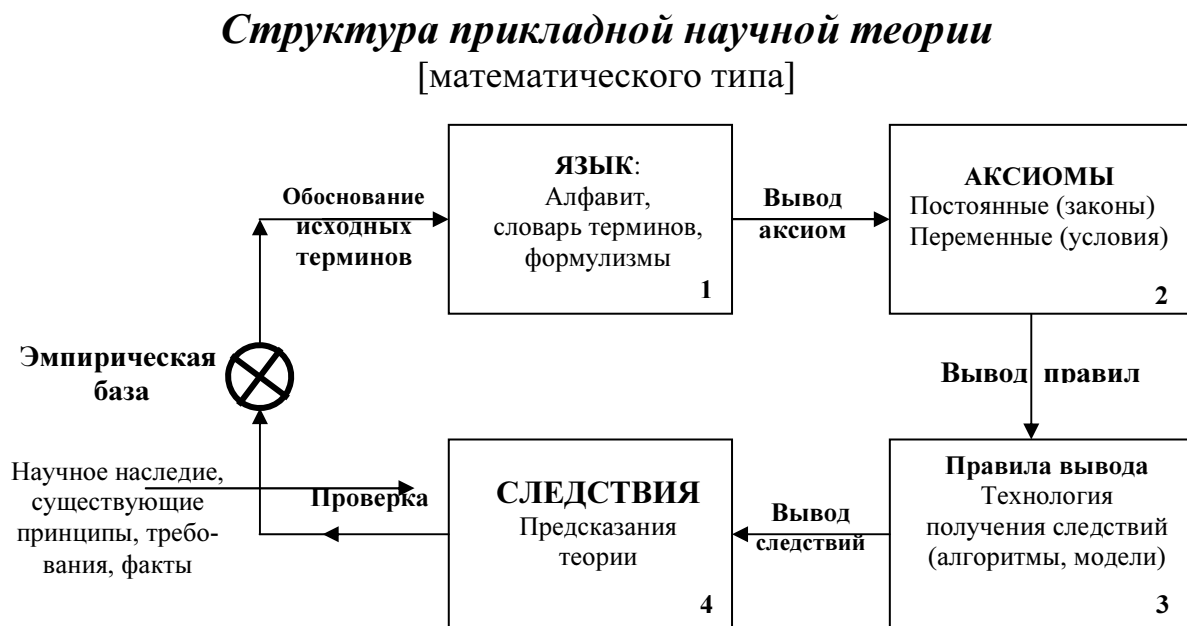 Структура прикладной научной теории
[математического типа]
ЯЗЫК:
Алфавит,
словарь терминов,
формулизмы
1
Обоснование
исходных
терминов
Вывод
аксиом
АКСИОМЫ
Постоянные (законы)
Переменные (условия)
2
Эмпирическая
база
Вывод правил
Научное наследие,
существующие
принципы, требо-
вания, факты
Проверка
СЛЕДСТВИЯ
Предсказания
теории
4
Вывод
следствий
Правила вывода
Технология
получения следствий
(алгоритмы, модели)
3